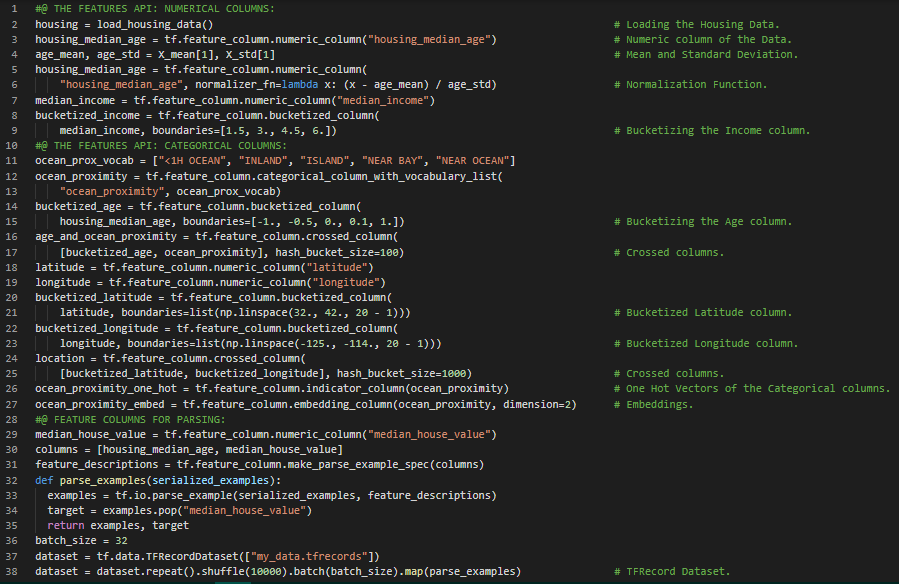 1 #@ THE FEATURES API: NUMERICAL COLUMNS:
2 housing = load_housing_data() # Loading the Housing Data.
3 housing_median_age = tf.feature_column.numeric_column("housing_median_age") # Numeric column of the Data.
4 age_mean, age_std = X_mean[1], X_std[1] # Mean and Standard Deviation.
5 housing_median_age = tf.feature_column.numeric_column(
6     "housing_median_age", normalizer_fn=lambda x: (x - age_mean) / age_std) # Normalization Function.
7 median_income = tf.feature_column.numeric_column("median_income")
8 bucketized_income = tf.feature_column.bucketized_column(
9     median_income, boundaries=[1.5, 3., 4.5, 6.]) # Bucketizing the Income column.
10 #@ THE FEATURES API: CATEGORICAL COLUMNS:
11 ocean_prox_vocab = ["<1H OCEAN", "INLAND", "ISLAND", "NEAR BAY", "NEAR OCEAN"]
12 ocean_proximity = tf.feature_column.categorical_column_with_vocabulary_list(
13     "ocean_proximity", ocean_prox_vocab)
14 bucketized_age = tf.feature_column.bucketized_column(
15     housing_median_age, boundaries=[-1., -0.5, 0., 0.1, 1.]) # Bucketizing the Age column.
16 age_and_ocean_proximity = tf.feature_column.crossed_column(
17     [bucketized_age, ocean_proximity], hash_bucket_size=100) # Crossed columns.
18 latitude = tf.feature_column.numeric_column("latitude")
19 longitude = tf.feature_column.numeric_column("longitude")
20 bucketized_latitude = tf.feature_column.bucketized_column(
21     latitude, boundaries=list(np.linspace(32., 42., 20 - 1))) # Bucketized Latitude column.
22 bucketized_longitude = tf.feature_column.bucketized_column(
23     longitude, boundaries=list(np.linspace(-125., -114., 20 - 1))) # Bucketized Longitude column.
24 location = tf.feature_column.crossed_column(
25     [bucketized_latitude, bucketized_longitude], hash_bucket_size=1000) # Crossed columns.
26 ocean_proximity_one_hot = tf.feature_column.indicator_column(ocean_proximity) # One Hot Vectors of the Categorical columns.
27 ocean_proximity_embed = tf.feature_column.embedding_column(ocean_proximity, dimension=2) # Embeddings.
28 #@ FEATURE COLUMNS FOR PARSING:
29 median_house_value = tf.feature_column.numeric_column("median_house_value")
30 columns = [housing_median_age, median_house_value]
31 feature_descriptions = tf.feature_column.make_parse_example_spec(columns)
32 def parse_examples(serialized_examples):
33   examples = tf.io.parse_example(serialized_examples, feature_descriptions)
34   target = examples.pop("median_house_value")
35   return examples, target
36 batch_size = 32
37 dataset = tf.data.TFRecordDataset(["my_data.tfrecords"])
38 dataset = dataset.repeat().shuffle(10000).batch(batch_size).map(parse_examples) # TFRecord Dataset.